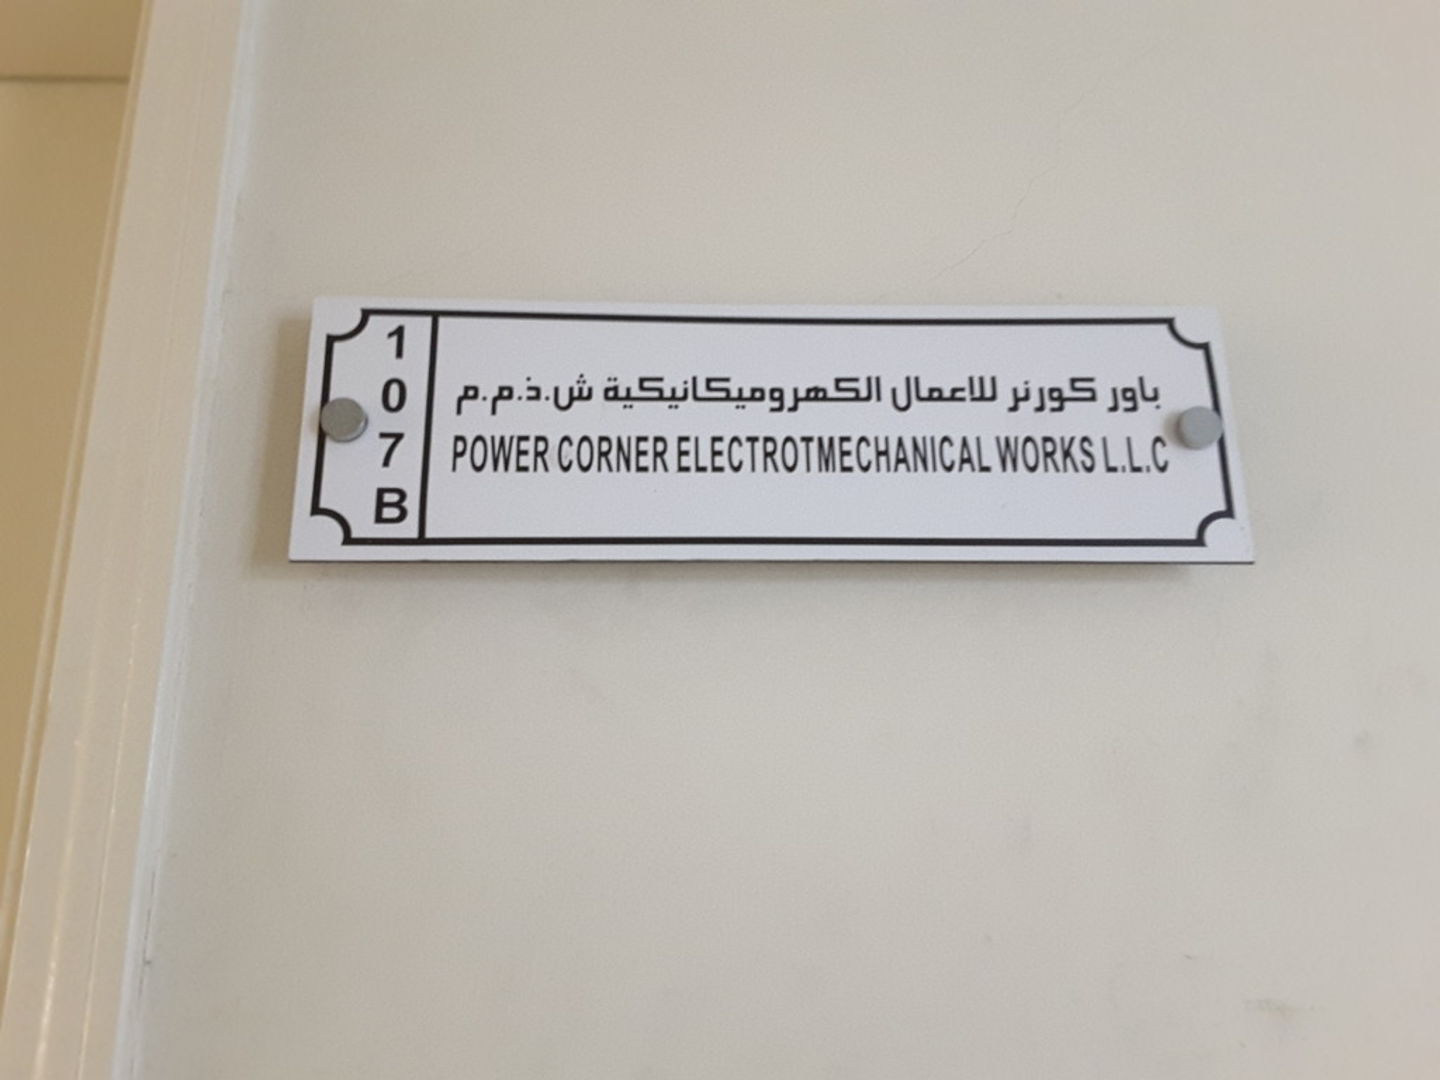 1
0
7
B
باور كورنر للاعمال الكهروميكانيكية ش.ذ.م.م
POWER CORNER ELECTROTMECHANICAL WORKS L.L.C